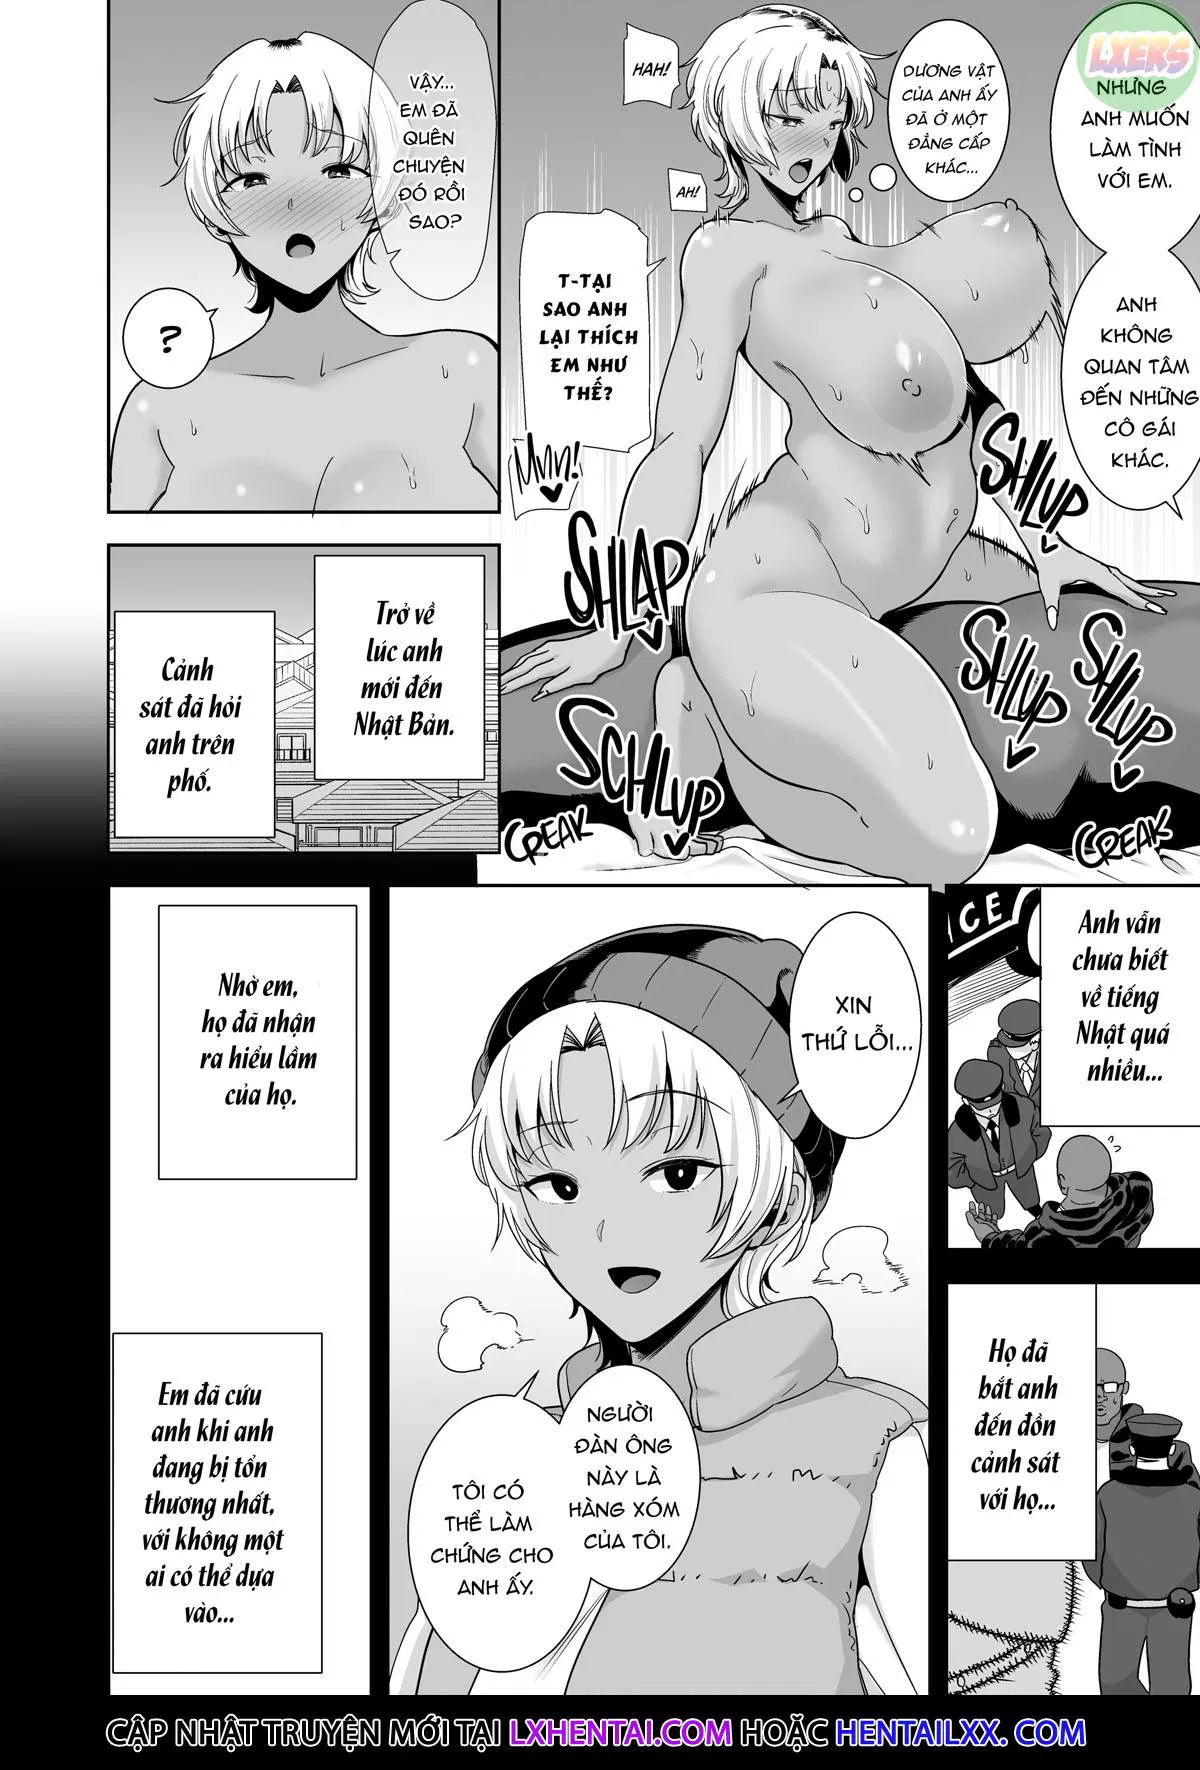 LXERS
NHƯNG
ANH MUỐN
LÀM TÌNH
VỚI EM.
ANH
KHÔNG
QUAN TÂM
ĐẾN NHỮNG
CÔ GÁI
KHÁC.
DƯƠNG VẬT
CỦA ANH ẤY
ĐÃ Ở MỘT
ĐẲNG CẤP
KHÁC...
HAH!
AH!
T-TẠI
SAO ANH
LẠI THÍCH
EM NHƯ
THẾ?
Mnn!
SHLUP
SHLAP
SHLUP
SHLUP
SCHLUP
CREAK
CREAK
VẬY...
EM ĐÃ
QUÊN
CHUYỆN
ĐÓ RỒI
SAO?
?
Trở về
lúc anh
mới đến
Nhật Bản.
Cảnh
sát đã hỏi
anh trên
phố.
ICE
Anh vẫn
chưa biết
về tiếng
Nhật quá
nhiều...
Họ đã
bắt anh
đến đồn
cảnh sát
với họ...
XIN
THỨ LỖI...
NGƯỜI
ĐÀN ÔNG
NÀY LÀ
HÀNG XÓM
CỦA TÔI.
TÔI CÓ
THỂ LÀM
CHỨNG CHO
ANH ẤY.
Nhờ em,
họ đã nhận
ra hiểu lầm
của họ.
Em đã cứu
anh khi anh
đang bị tổn
thương nhất,
với không một
ai có thể dựa
vào...
CẬP NHẬT TRUYỆN MỚI TẠI LXHENTAI.COM HOẶC HENTAILXX. COM